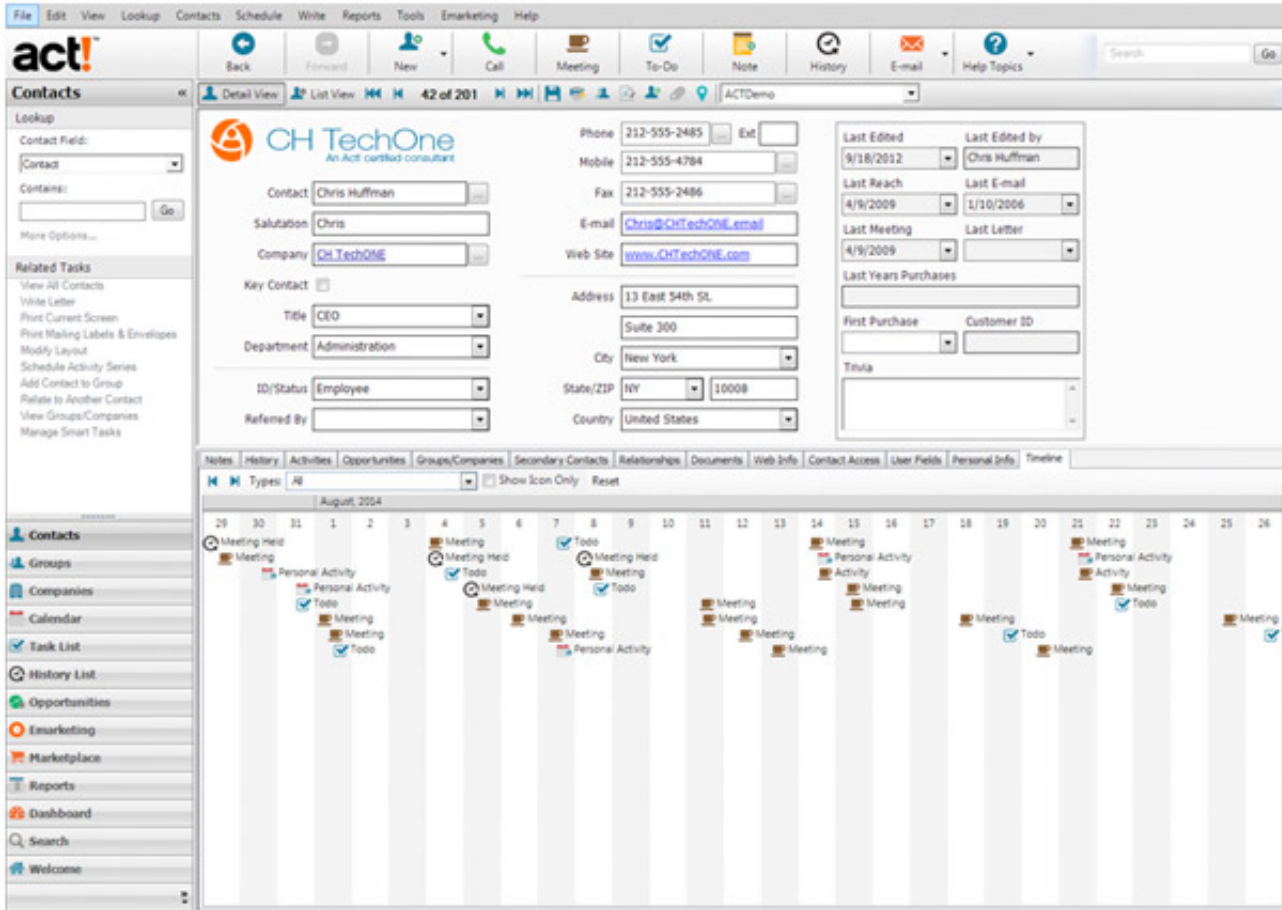 File Edit View Lookup Contacts Schedule Write Reports Tools Emarketing Help
act!
Back Forward New Call Meeting To-Do Note History E-mail Help Topics Search Go
Contacts «
Detail View List View 42 of 201 ACTDemo
Lookup
Contact Field:
Contact
Contains:
Go
More Options...
Related Tasks
View All Contacts
Write Letter
Print Current Screen
Print Mailing Labels & Envelopes
Modify Layout
Schedule Activity Series
Add Contact to Group
Relate to Another Contact
View Groups/Companies
Manage Smart Tasks
Contacts
Groups
Companies
Calendar
Task List
History List
Opportunities
Emarketing
Marketplace
Reports
Dashboard
Search
Welcome
CH TechOne
An Act! certified consultant
Contact Chris Huffman ...
Salutation Chris
Company CH TechONE ...
Key Contact
Title CEO
Department Administration
ID/Status Employee
Referred By
Phone 212-555-2485 ... Ext
Mobile 212-555-4784 ...
Fax 212-555-2486 ...
E-mail Chris@CHTechONE.email
Web Site www.CHTechONE.com
Address 13 East 54th St.
Suite 300
City New York
State/ZIP NY 10008
Country United States
Last Edited Last Edited by
9/18/2012 Chris Huffman
Last Reach Last E-mail
4/9/2009 1/10/2006
Last Meeting Last Letter
4/9/2009
Last Years Purchases
First Purchase Customer ID
Trivia
Notes History Activities Opportunities Groups/Companies Secondary Contacts Relationships Documents Web Info Contact Access User Fields Personal Info Timeline
Types: All Show Icon Only Reset
August, 2014
29 30 31 1 2 3 4 5 6 7 8 9 10 11 12 13 14 15 16 17 18 19 20 21 22 23 24 25 26
Meeting Held Meeting Todo Meeting Meeting
Meeting Meeting Held Meeting Held Personal Activity Personal Activity
Personal Activity Todo Meeting Activity Activity
Personal Activity Meeting Held Todo Meeting Meeting
Todo Meeting Meeting Meeting Todo
Meeting Meeting Meeting Meeting Meeting
Meeting Meeting Meeting Todo
Todo Personal Activity Meeting Meeting